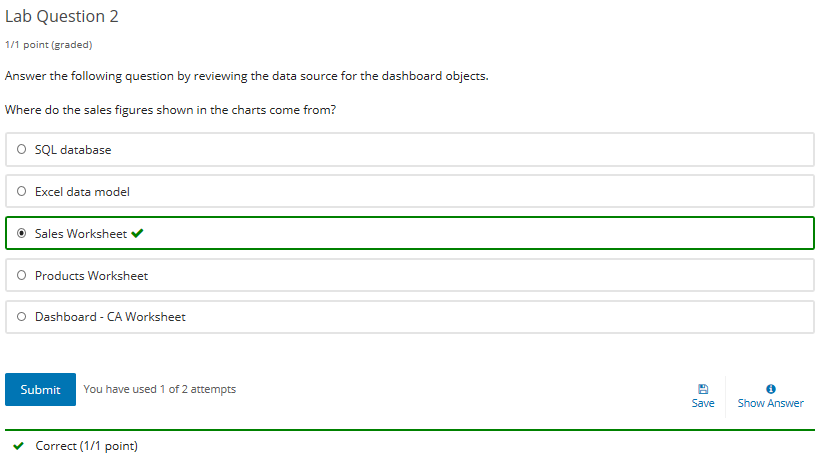 Lab Question 2
1/1 point (graded)
Answer the following question by reviewing the data source for the dashboard objects.
Where do the sales figures shown in the charts come from?
SQL database
Excel data model
Sales Worksheet
Products Worksheet
Dashboard - CA Worksheet
Submit You have used 1 of 2 attempts
Save Show Answer
Correct (1/1 point)